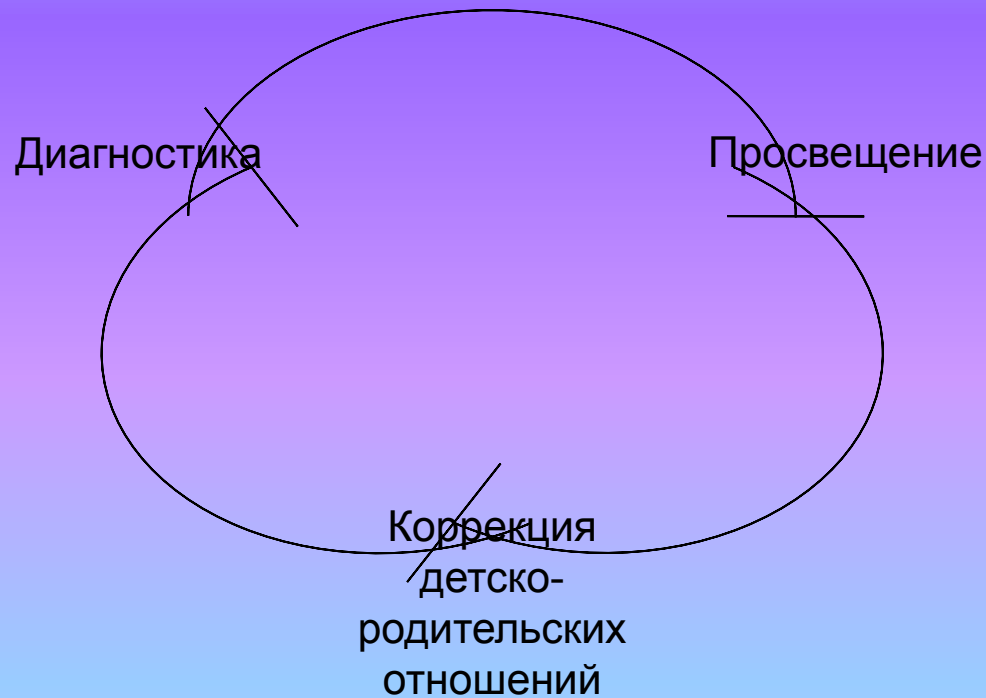 Диагностика
Просвещение
Коррекция
детско-
родительских
отношений